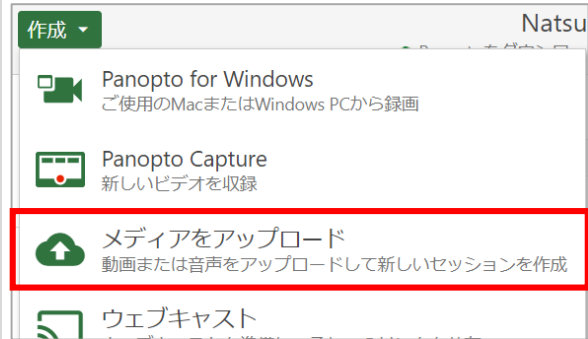 作成
Natsu
Panopto for Windows
ご使用のMacまたはWindows PCから録画
Panopto Capture
新しいビデオを収録
メディアをアップロード
動画または音声をアップロードして新しいセッションを作成
ウェブキャスト